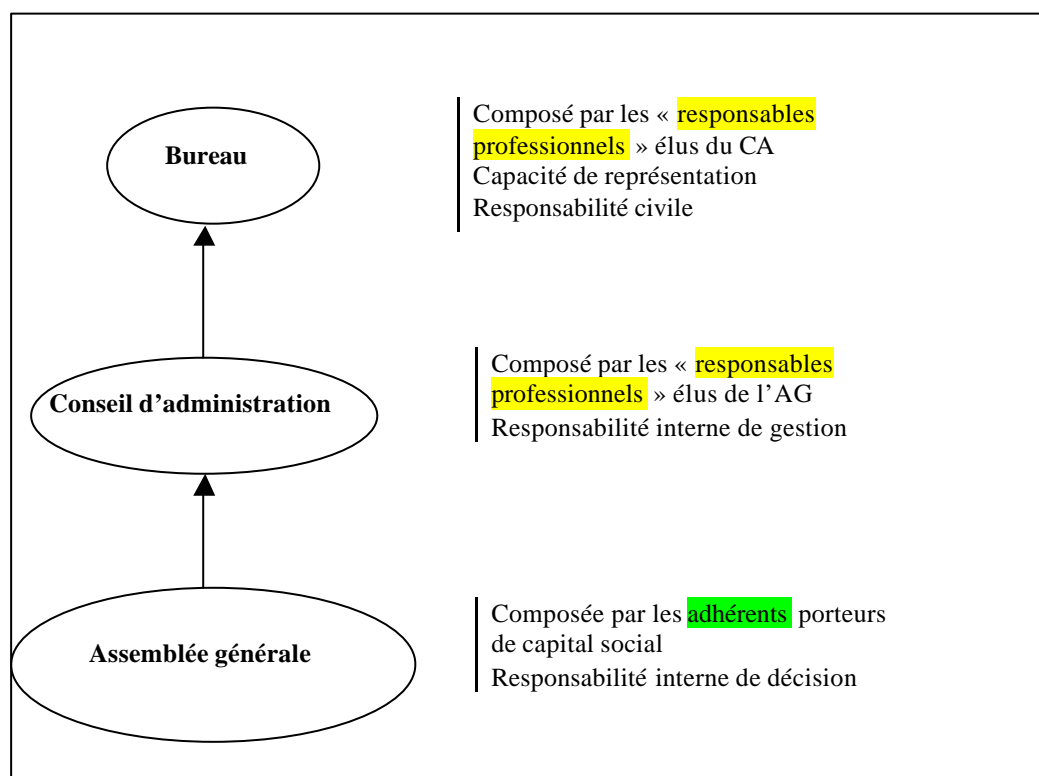 Bureau
Composé par les « responsables
professionnels » élus du CA
Capacité de représentation
Responsabilité civile
Conseil d’administration
Composé par les « responsables
professionnels » élus de l’AG
Responsabilité interne de gestion
Assemblée générale
Composée par les adhérents porteurs
de capital social
Responsabilité interne de décision